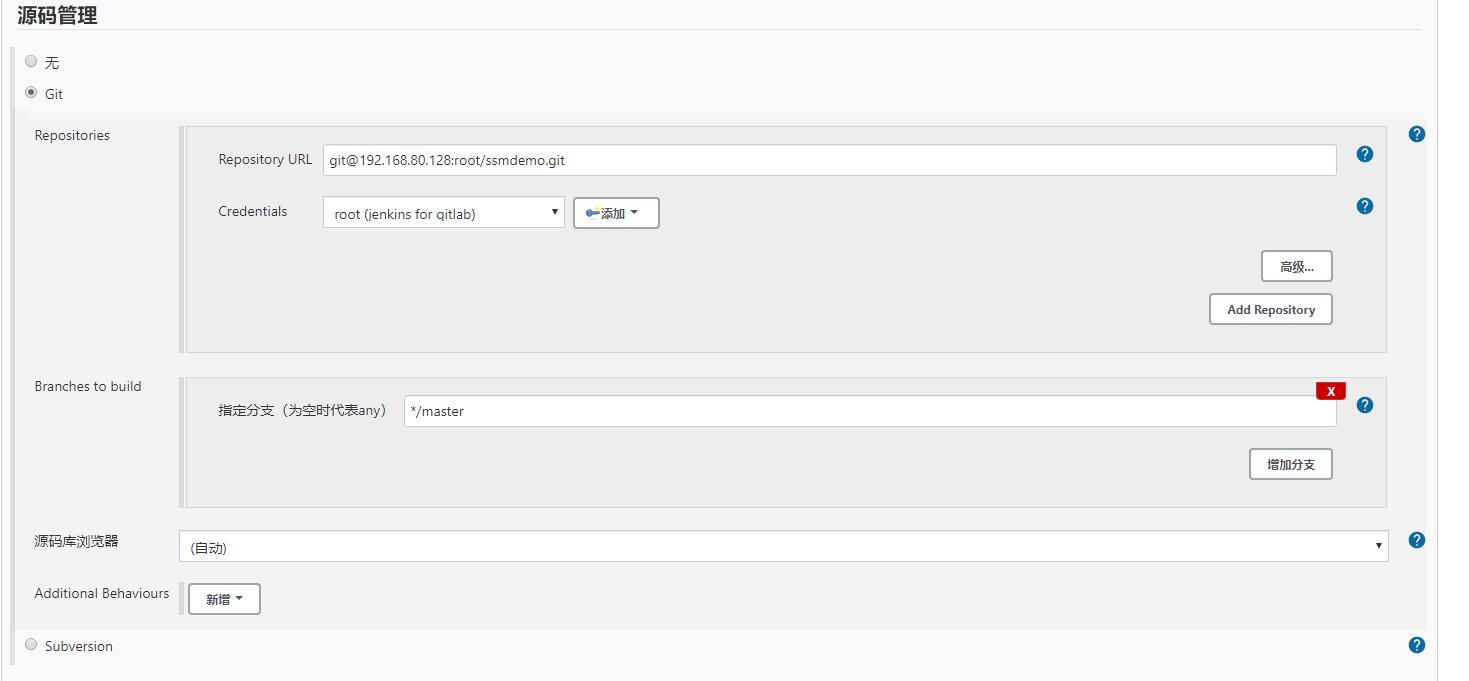 源码管理
无
Git
Repositories
Repository URL git@192.168.80.128:root/ssmdemo.git
Credentials root (jenkins for gitlab) 添加
高级...
Add Repository
Branches to build
X
指定分支（为空时代表any） */master
增加分支
源码库浏览器 (自动)
Additional Behaviours 新增
Subversion